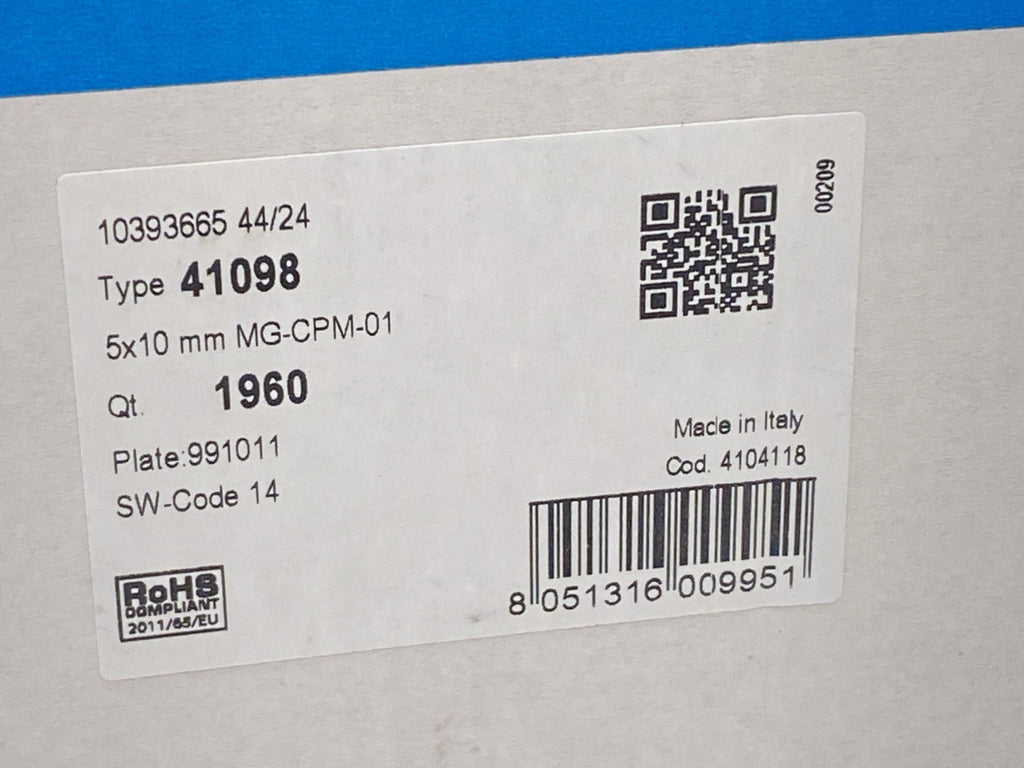 10393665 44/24
Type 41098
5x10 mm MG-CPM-01
Qt. 1960
Plate:991011
SW-Code 14
RoHS
COMPLIANT
2011/65/EU
00209
Made in Italy
Cod. 4104118
8 051316 009951